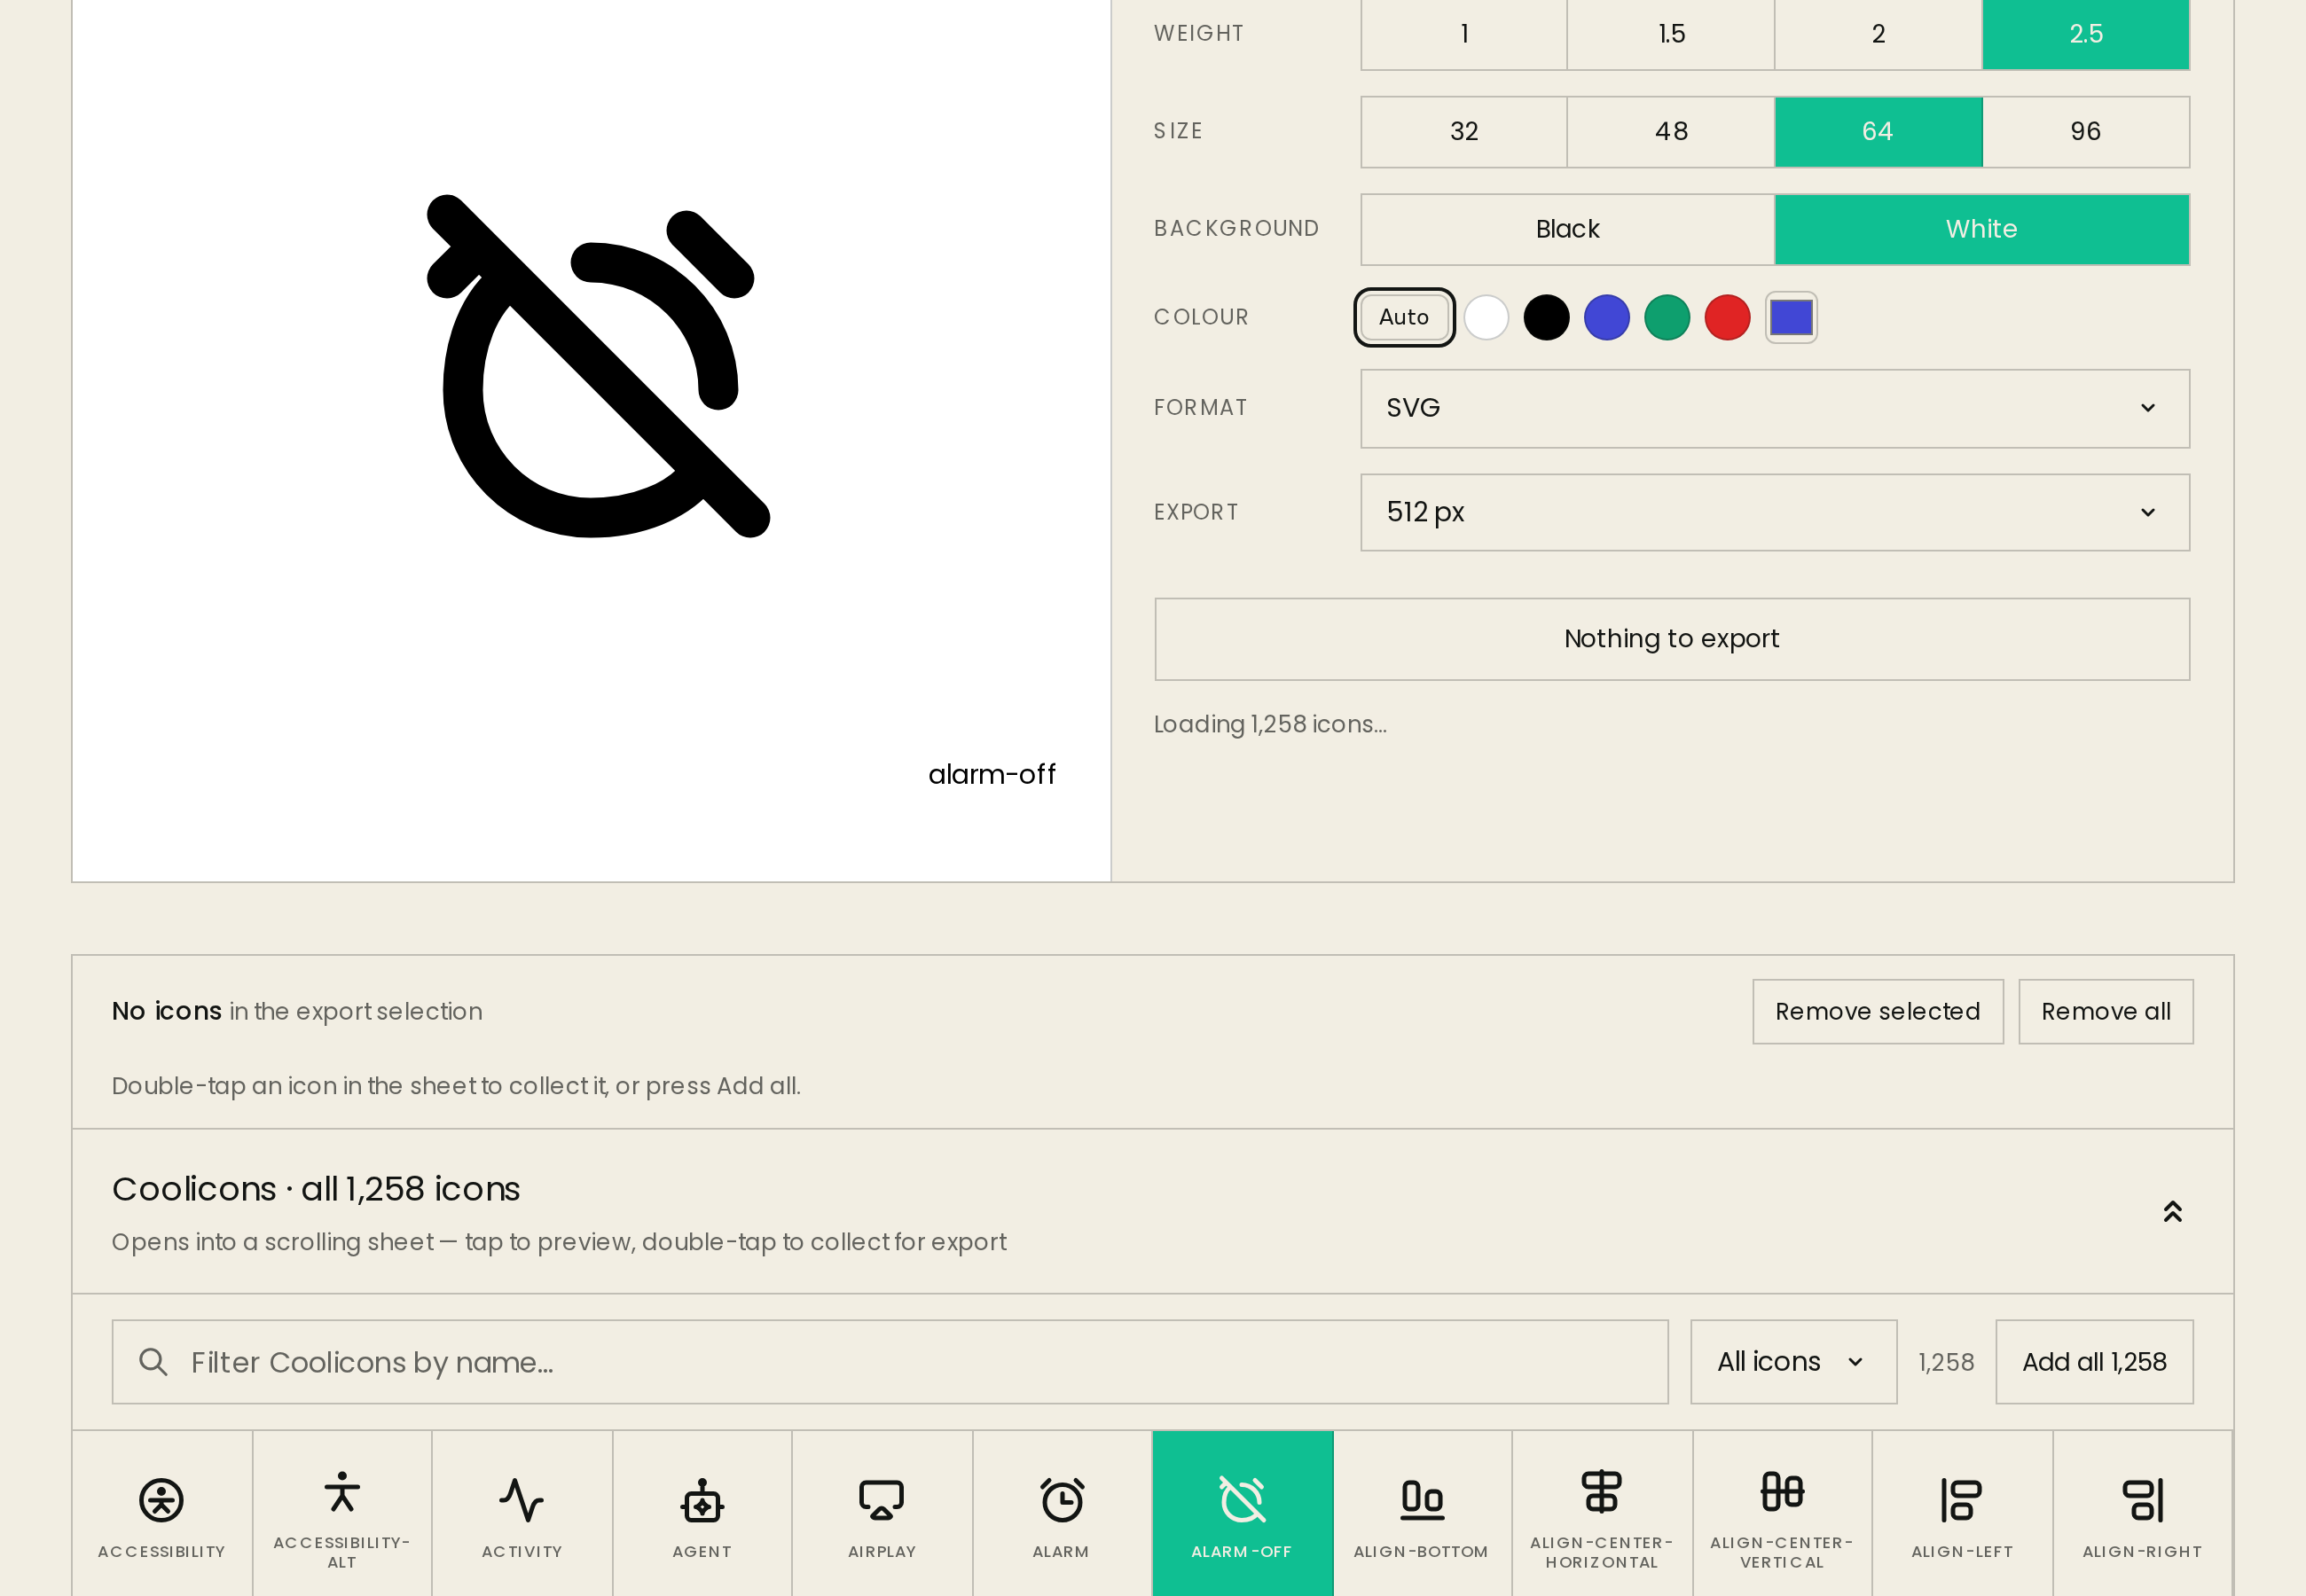 WEIGHT 1 1.5 2 2.5
SIZE 32 48 64 96
BACKGROUND Black White
COLOUR Auto
FORMAT SVG
EXPORT 512 px
Nothing to export
Loading 1,258 icons...
alarm-off
No icons in the export selection Remove selected Remove all
Double-tap an icon in the sheet to collect it, or press Add all.
Coolicons · all 1,258 icons
Opens into a scrolling sheet — tap to preview, double-tap to collect for export
Filter Coolicons by name... All icons 1,258 Add all 1,258
ACCESSIBILITY
ACCESSIBILITY-
ALT
ACTIVITY
AGENT
AIRPLAY
ALARM
ALARM-OFF
ALIGN-BOTTOM
ALIGN-CENTER-
HORIZONTAL
ALIGN-CENTER-
VERTICAL
ALIGN-LEFT
ALIGN-RIGHT